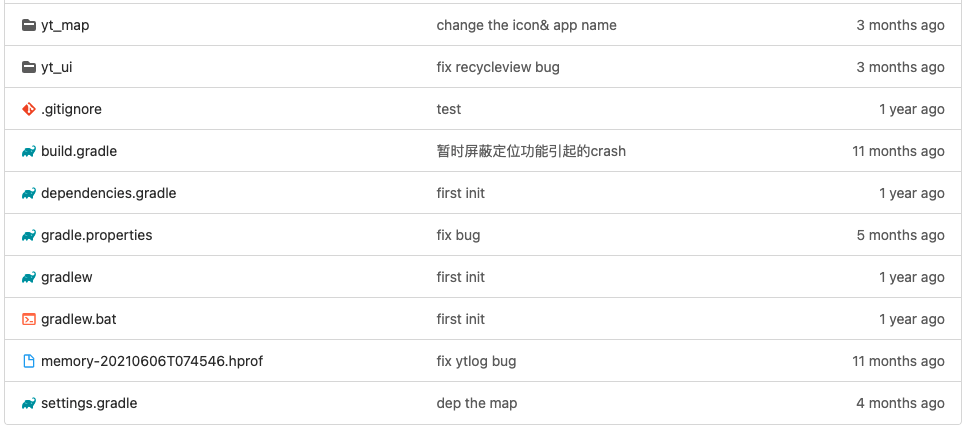 yt_map change the icon& app name 3 months ago
yt_ui fix recycleview bug 3 months ago
.gitignore test 1 year ago
build.gradle 暂时屏蔽定位功能引起的crash 11 months ago
dependencies.gradle first init 1 year ago
gradle.properties fix bug 5 months ago
gradlew first init 1 year ago
gradlew.bat first init 1 year ago
memory-20210606T074546.hprof fix ytlog bug 11 months ago
settings.gradle dep the map 4 months ago